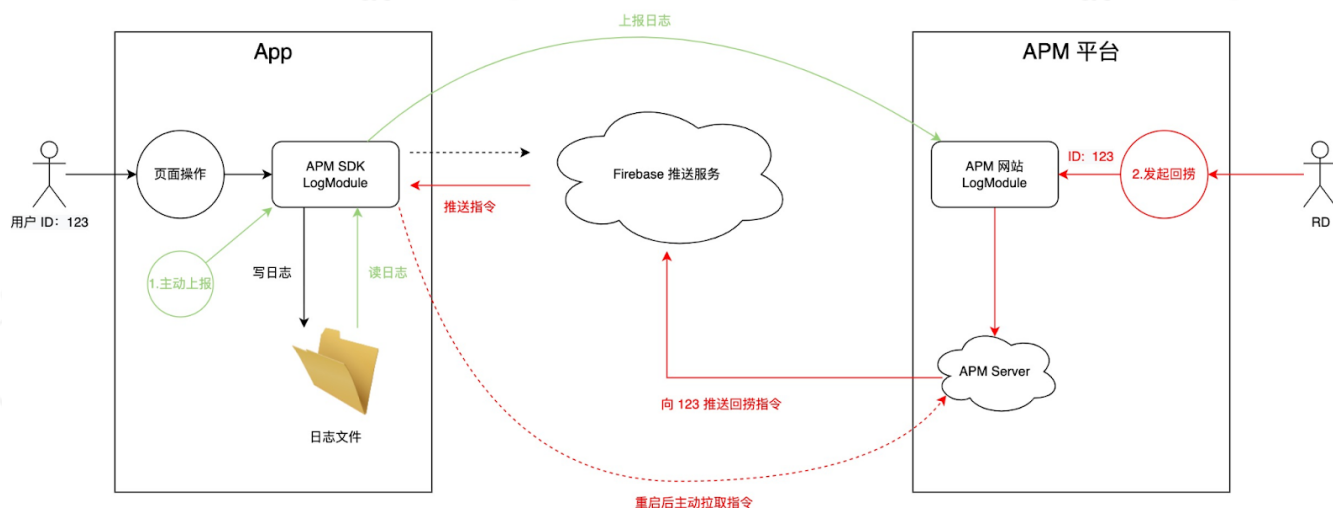 上报日志
App
APM 平台
页面操作
APM SDK
LogModule
Firebase 推送服务
APM 网站
LogModule
ID: 123
2.发起回捞
推送指令
用户 ID: 123
RD
1.主动上报
写日志
读日志
APM Server
向 123 推送回捞指令
日志文件
重启后主动拉取指令